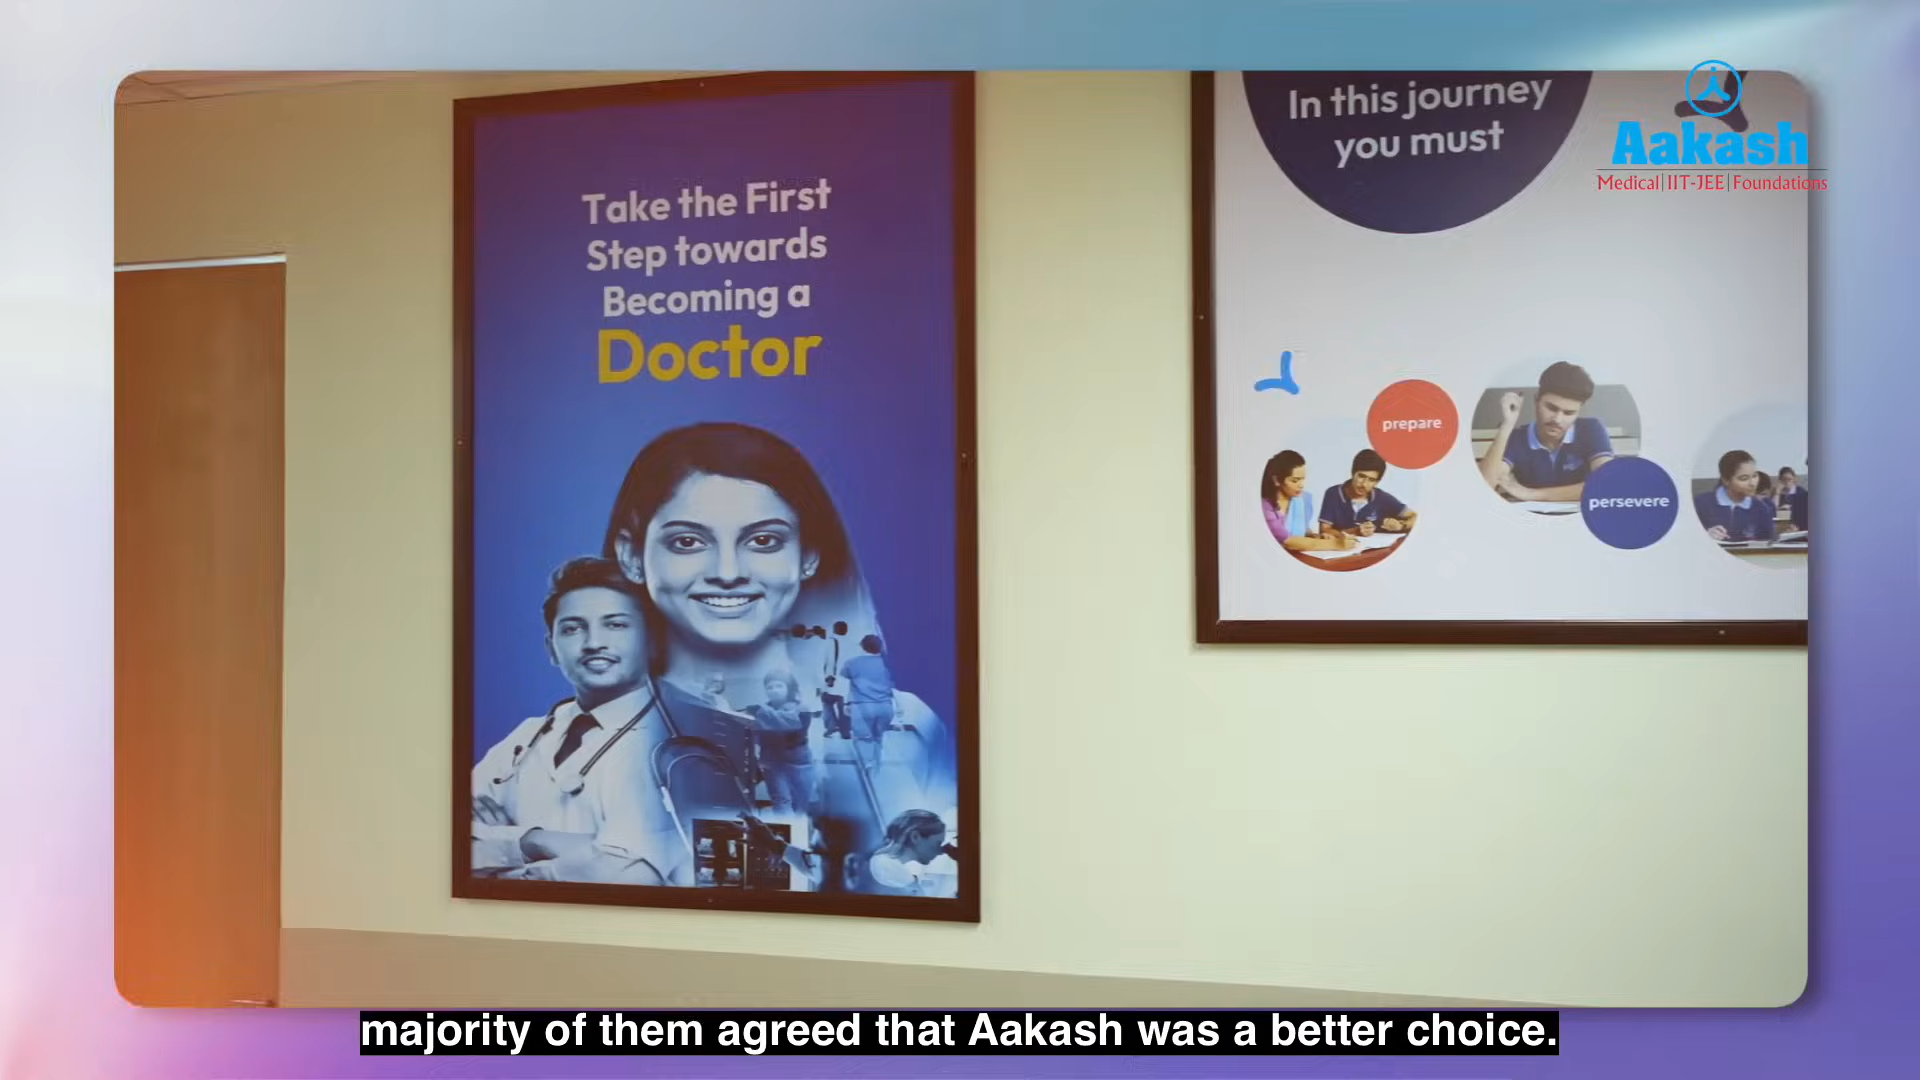 Take the First
Step towards
Becoming a
Doctor
In this journey
you must
prepare
persevere
Aakash
Medical|IIT-JEE|Foundations
majority of them agreed that Aakash was a better choice.